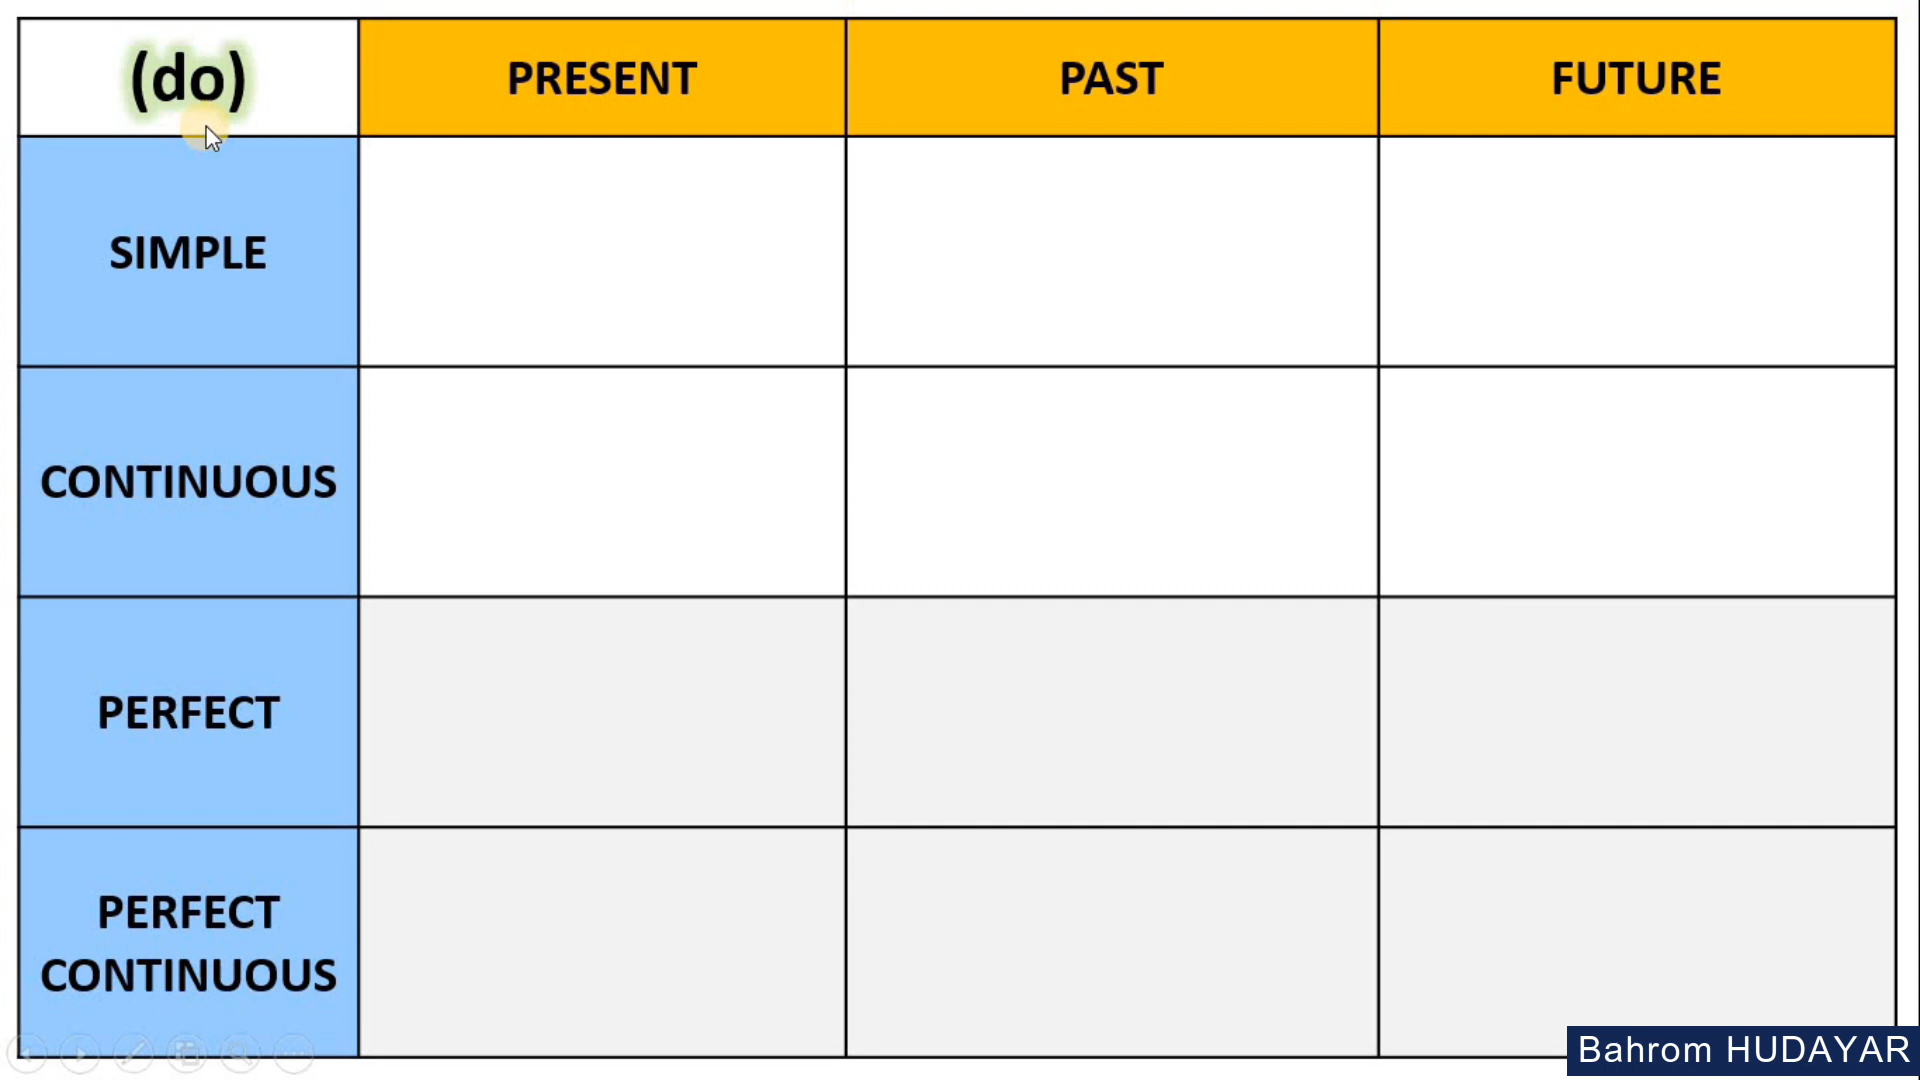 (do)
PRESENT
PAST
FUTURE
SIMPLE
CONTINUOUS
PERFECT
PERFECT
CONTINUOUS
Bahrom HUDAYAR